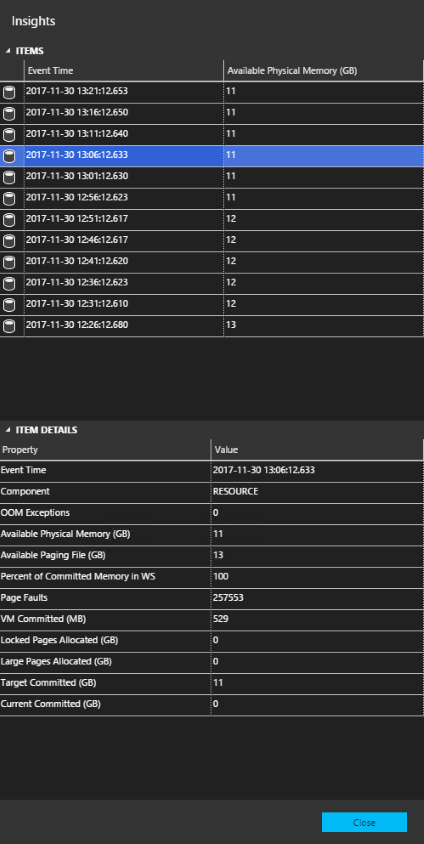 Insights
ITEMS
Event Time Available Physical Memory (GB)
2017-11-30 13:21:12.653 11
2017-11-30 13:16:12.650 11
2017-11-30 13:11:12.640 11
2017-11-30 13:06:12.633 11
2017-11-30 13:01:12.630 11
2017-11-30 12:56:12.623 11
2017-11-30 12:51:12.617 12
2017-11-30 12:46:12.617 12
2017-11-30 12:41:12.620 12
2017-11-30 12:36:12.623 12
2017-11-30 12:31:12.610 12
2017-11-30 12:26:12.680 13
ITEM DETAILS
Property Value
Event Time 2017-11-30 13:06:12.633
Component RESOURCE
OOM Exceptions 0
Available Physical Memory (GB) 11
Available Paging File (GB) 13
Percent of Committed Memory in WS 100
Page Faults 257553
VM Committed (MB) 529
Locked Pages Allocated (GB) 0
Large Pages Allocated (GB) 0
Target Committed (GB) 11
Current Committed (GB) 0
Close